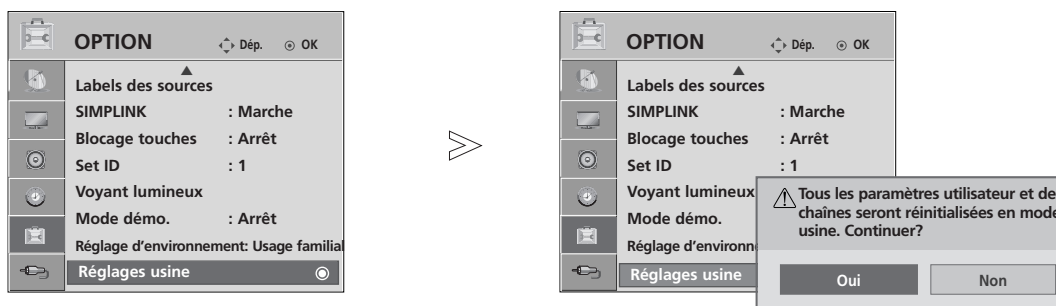 OPTION Dép. OK
Labels des sources
SIMPLINK : Marche
Blocage touches : Arrêt
Set ID : 1
Voyant lumineux
Mode démo. : Arrêt
Réglage d'environnement: Usage familial
Réglages usine
OPTION Dép. OK
Labels des sources
SIMPLINK : Marche
Blocage touches : Arrêt
Set ID : 1
Voyant lumineux
Mode démo.
Réglage d'environne
Réglages usine
Tous les paramètres utilisateur et de
chaînes seront réinitialisées en mode
usine. Continuer?
Oui Non